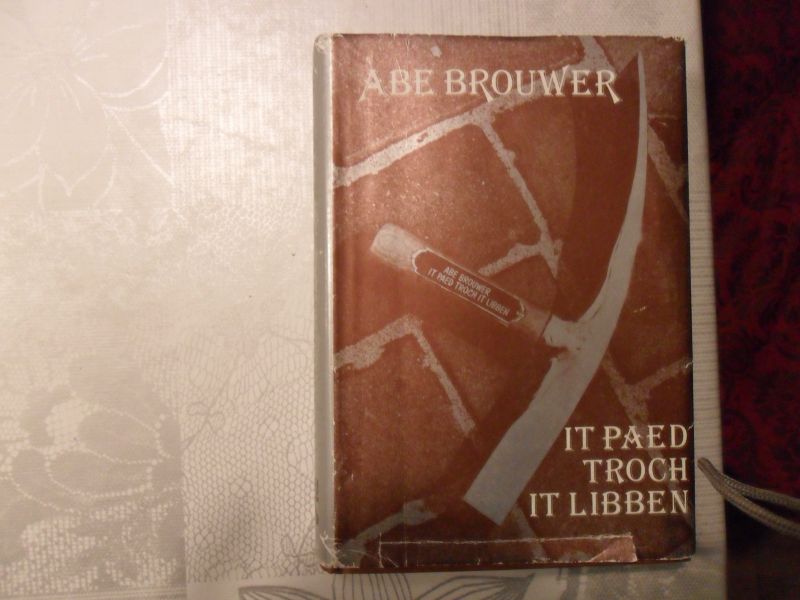 ABE BROUWER
ABE BROUWER
IT PAED TROCH IT LIBBEN
IT PAED
TROCH
IT LIBBEN